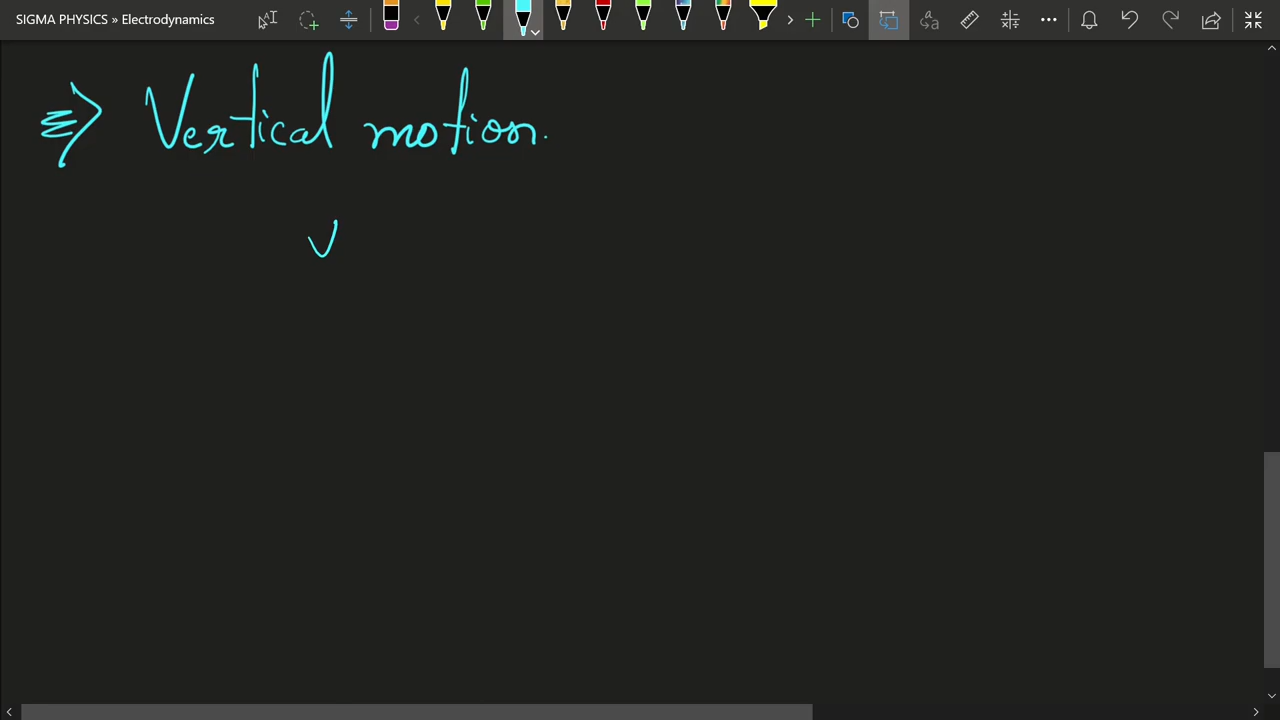 SIGMA PHYSICS » Electrodynamics
⇒ Vertical motion.
v